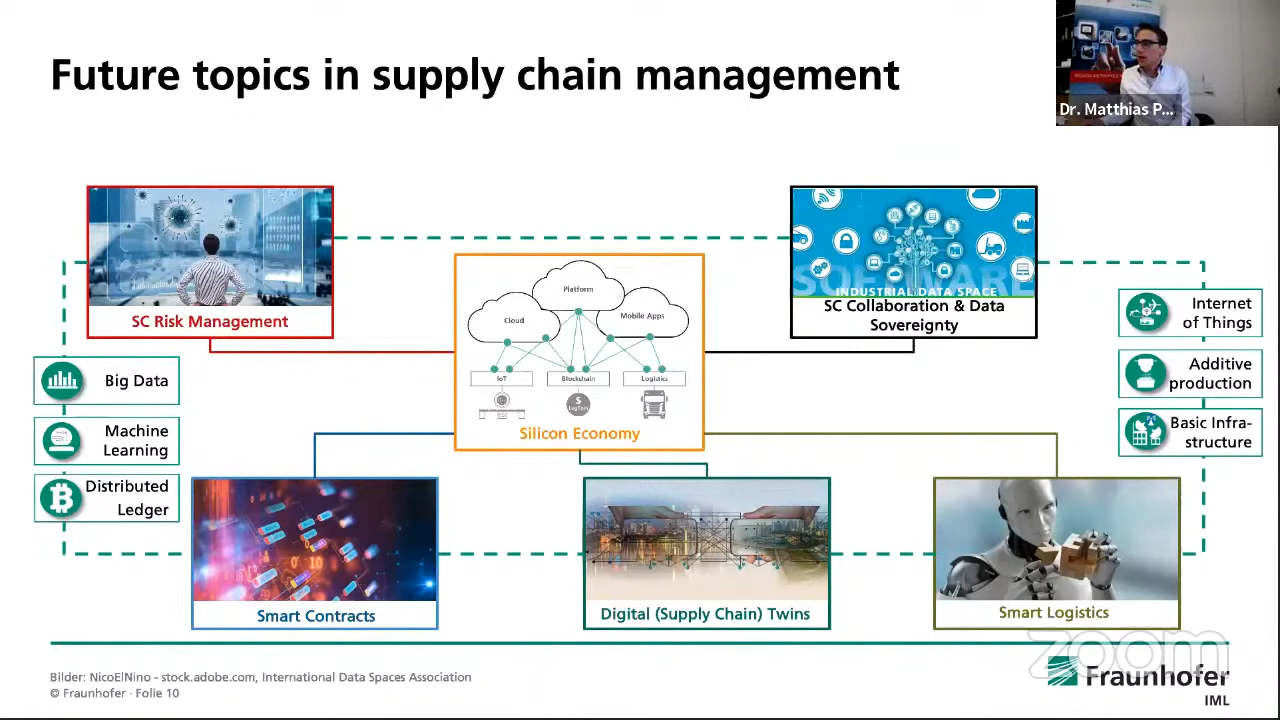 Future topics in supply chain management
Dr. Matthias P...
SC Risk Management
INDUSTRIAL DATA SPACE
SC Collaboration & Data
Sovereignty
Platform
Cloud
Mobile Apps
IoT
Blockchain
Logistics
$
LogToin
Silicon Economy
Big Data
Machine
Learning
Distributed
Ledger
Internet
of Things
Additive
production
Basic Infra-
structure
Smart Contracts
Digital (Supply Chain) Twins
Smart Logistics
zoom
Bilder: NicoElNino - stock.adobe.com, International Data Spaces Association
© Fraunhofer · Folie 10
Fraunhofer
IML